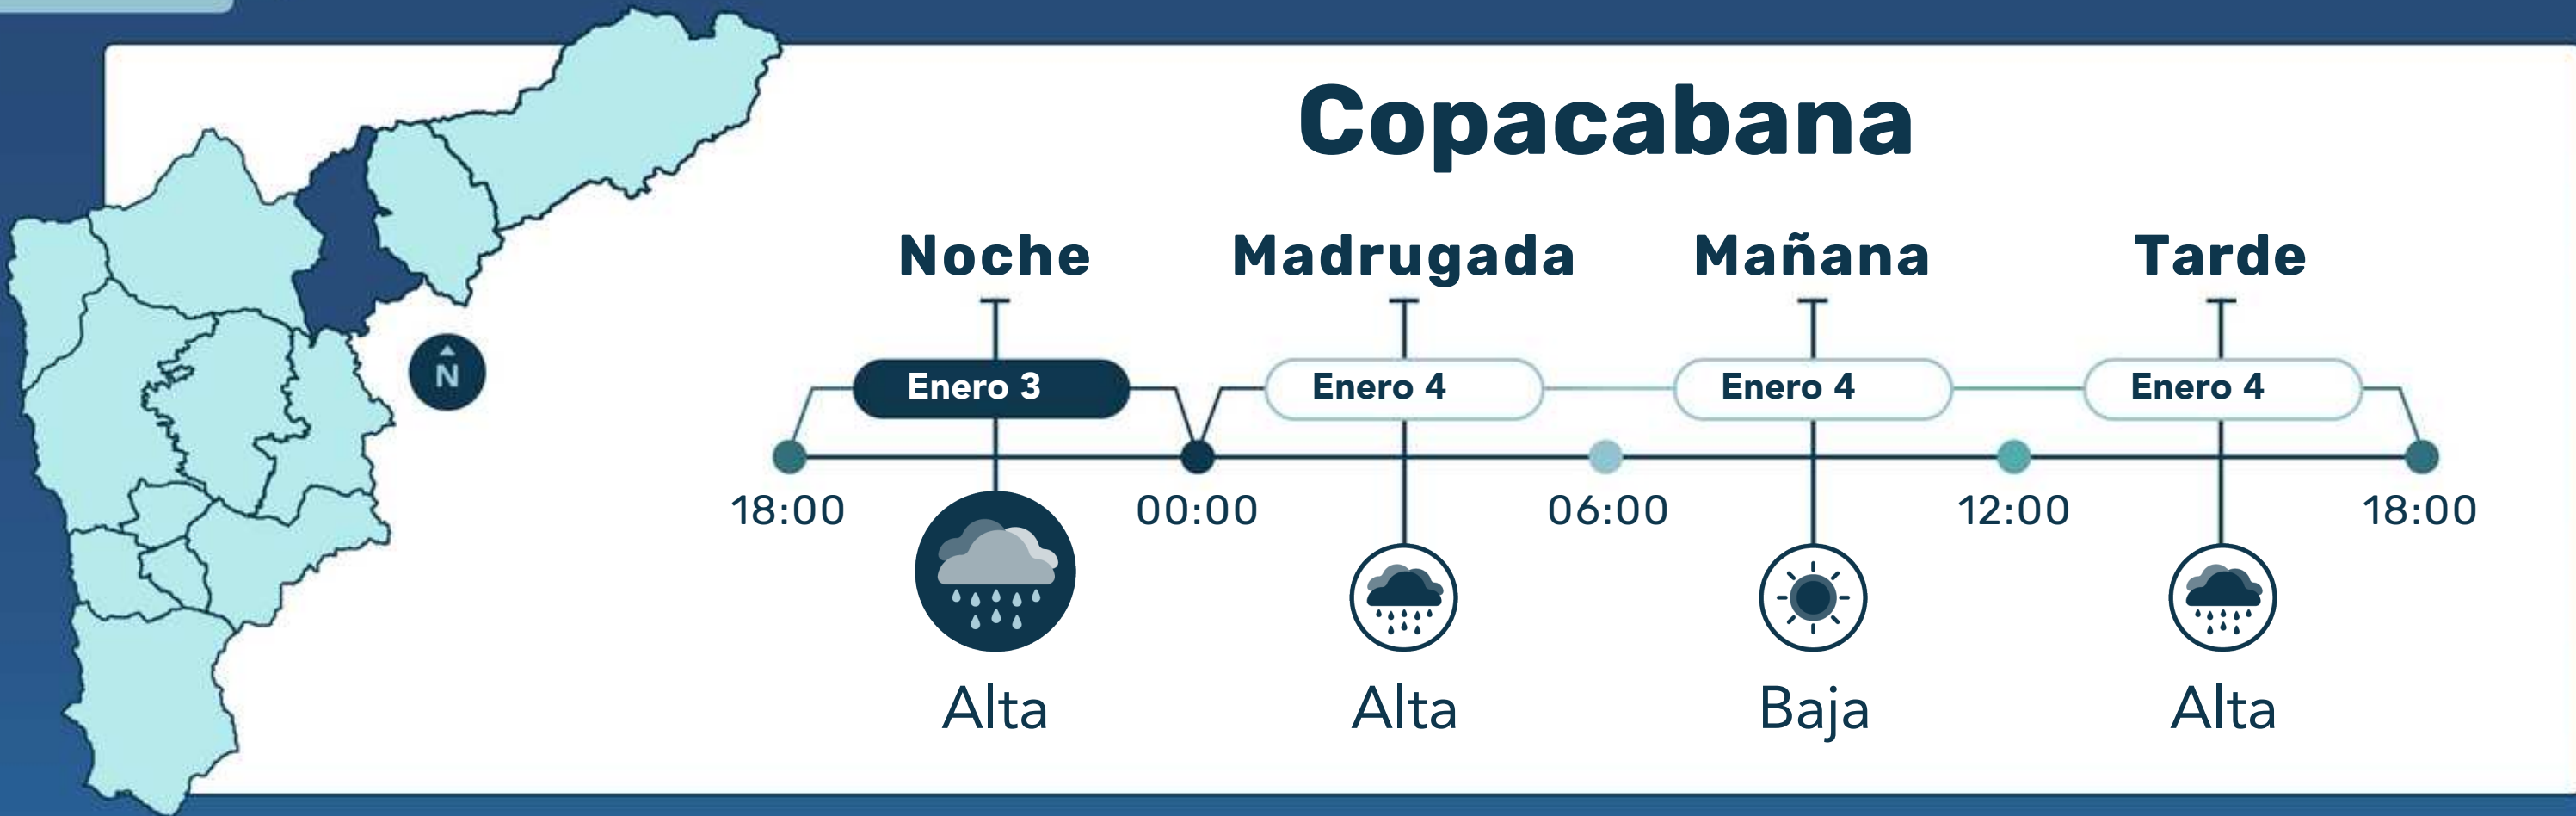 Copacabana
Noche Madrugada Mañana Tarde
Enero 3 Enero 4 Enero 4 Enero 4
N
18:00 00:00 06:00 12:00 18:00
Alta Alta Baja Alta